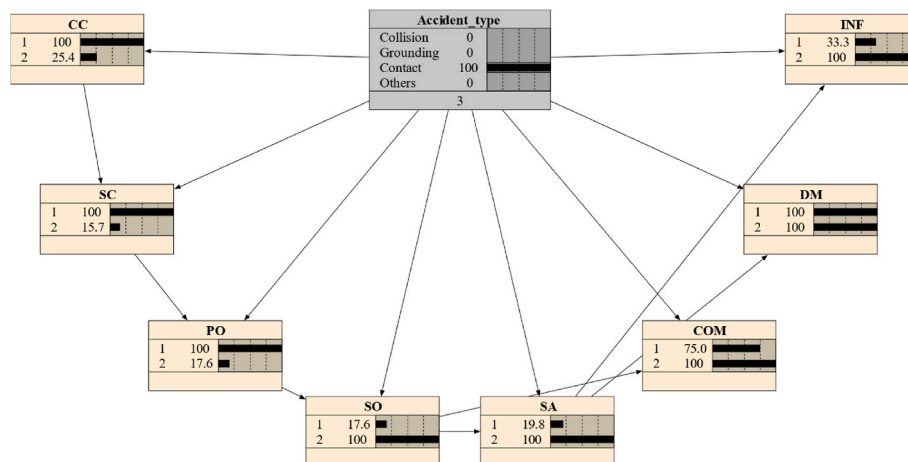 CC
1 100
2 25.4
Accident_type
Collision 0
Grounding 0
Contact 100
Others 0
3
INF
1 33.3
2 100
SC
1 100
2 15.7
DM
1 100
2 100
PO
1 100
2 17.6
COM
1 75.0
2 100
SO
1 17.6
2 100
SA
1 19.8
2 100